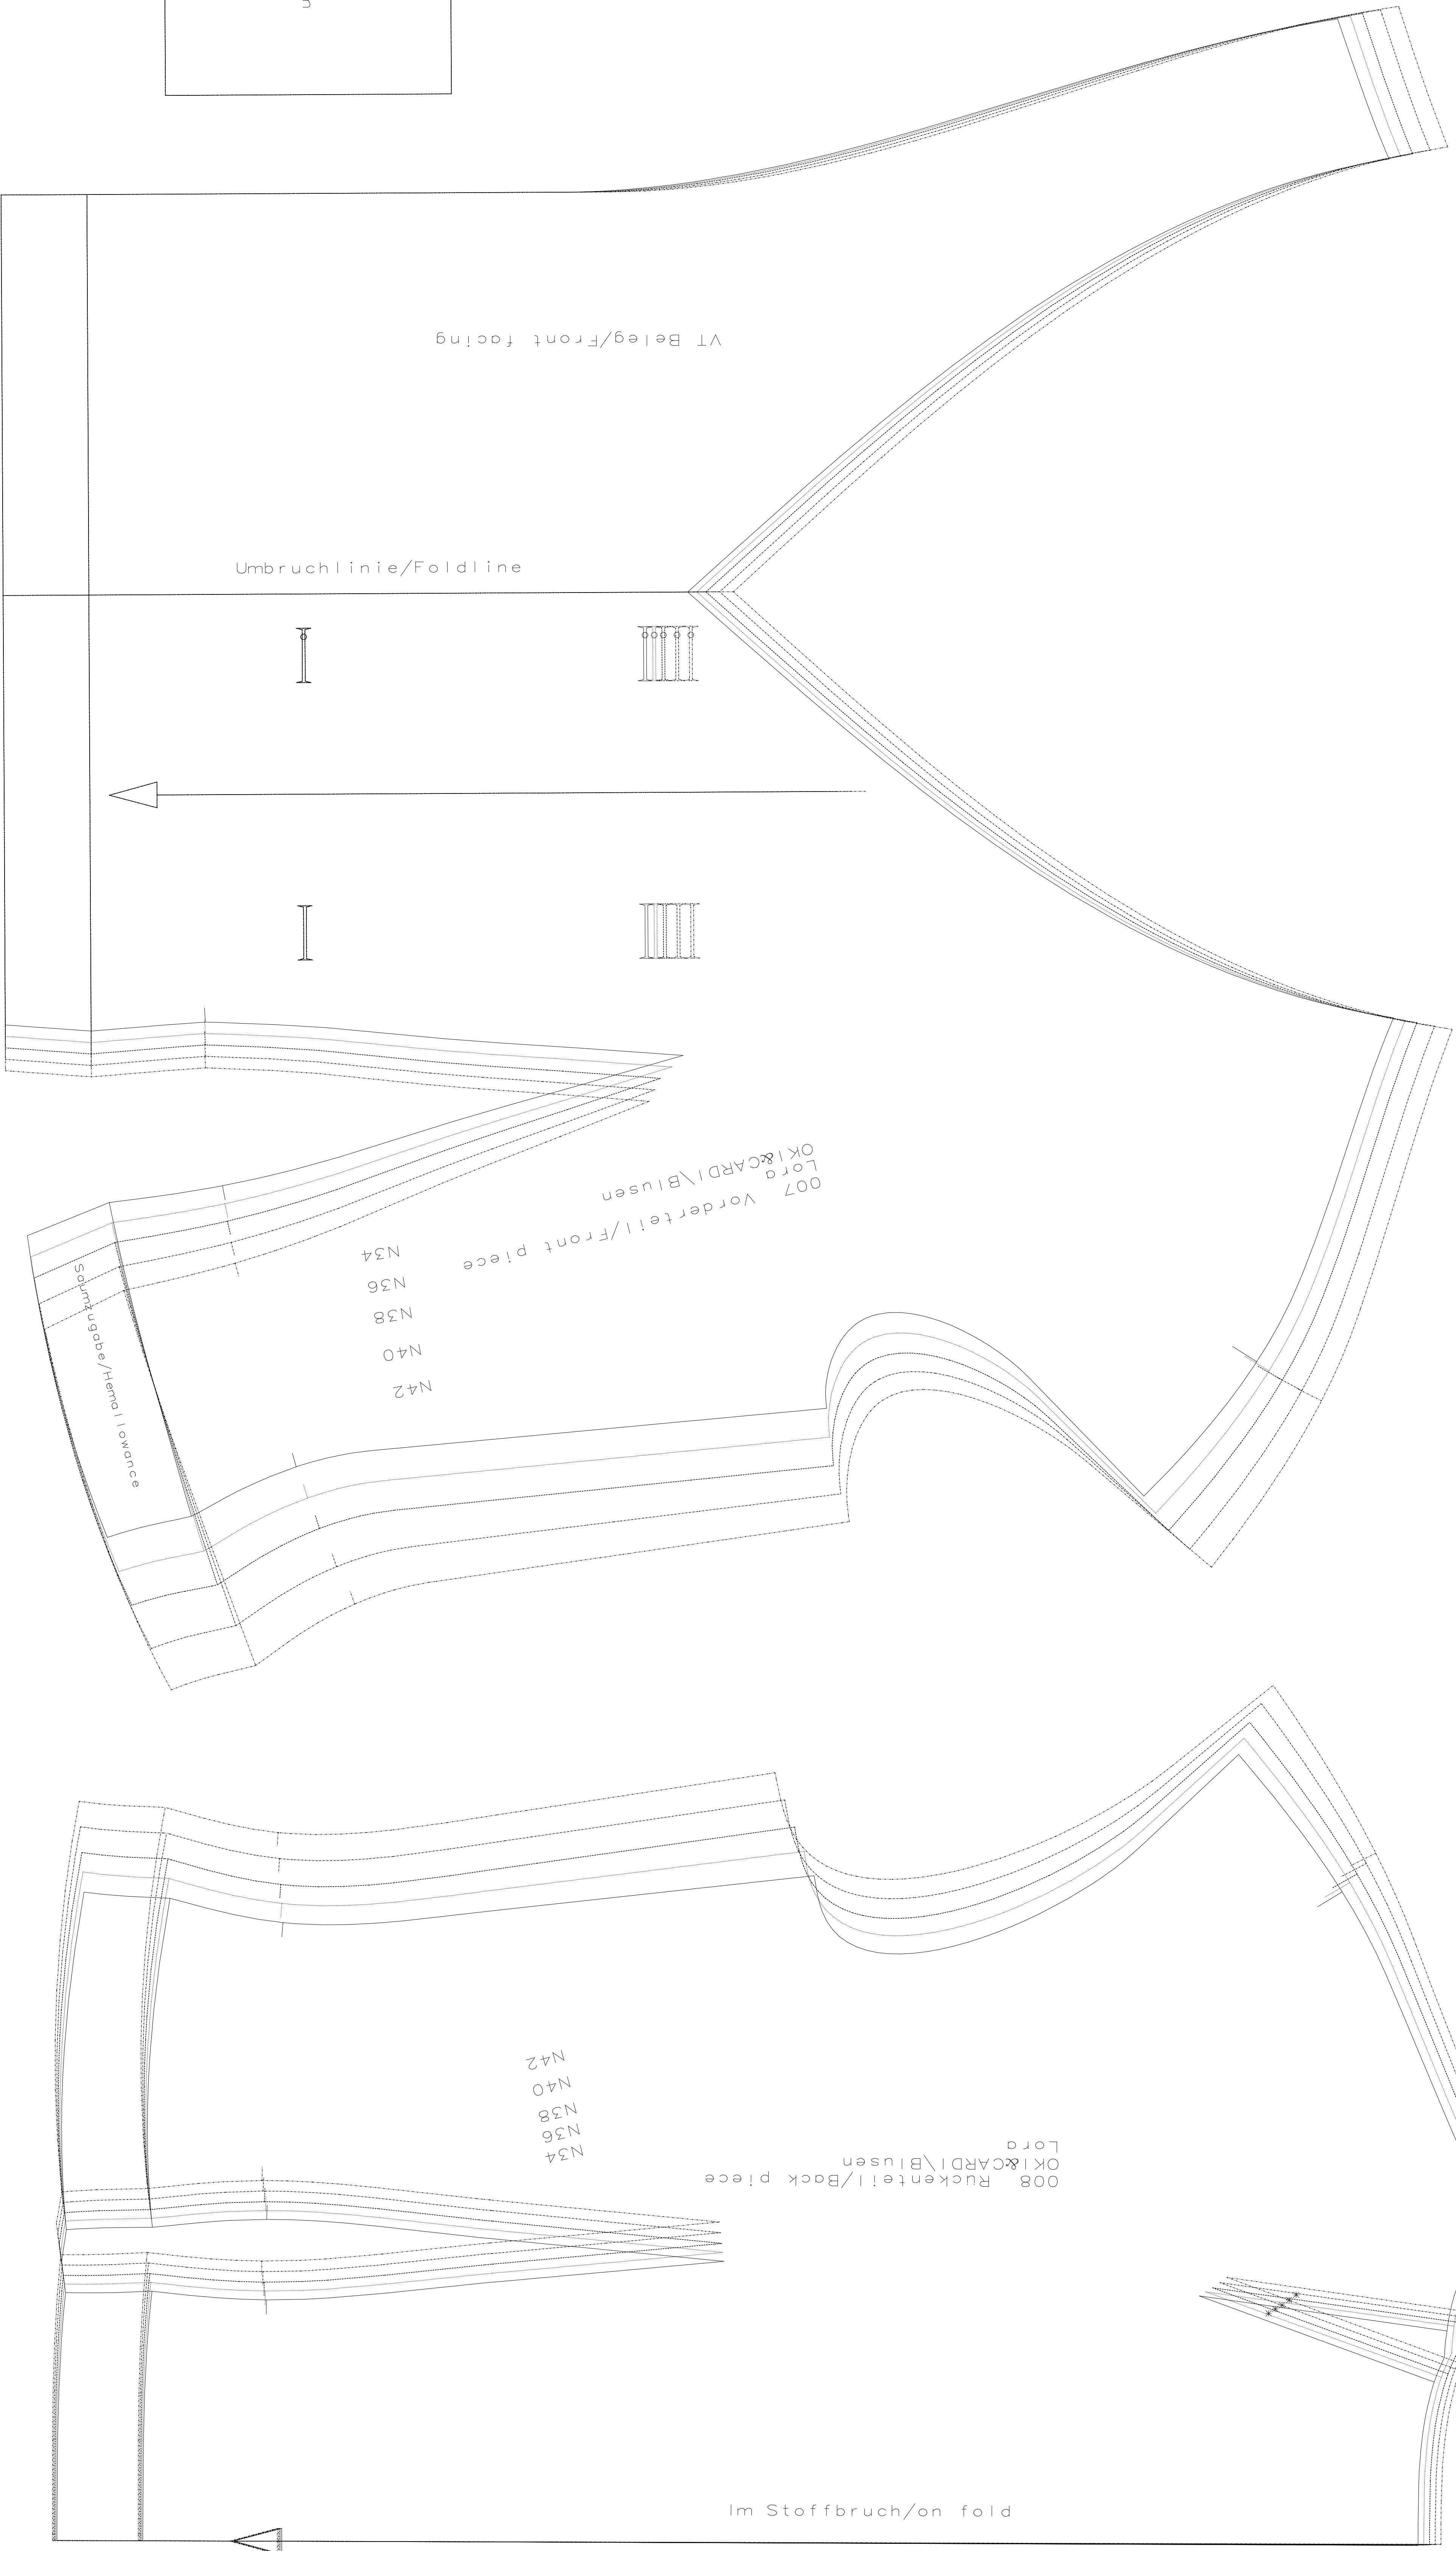 VT Beleg/Front facing
Umbruchlinie/Foldline
007 Vorderteil/Front piece
Lora
OKI&CARDI\Blusen
N34
N36
N38
N40
N42
Saumzugabe/Hemallowance
N42
N40
N38
N36
N34
008 Ruckenteil/Back piece
OKI&CARDI\Blusen
Lora
Im Stoffbruch/on fold